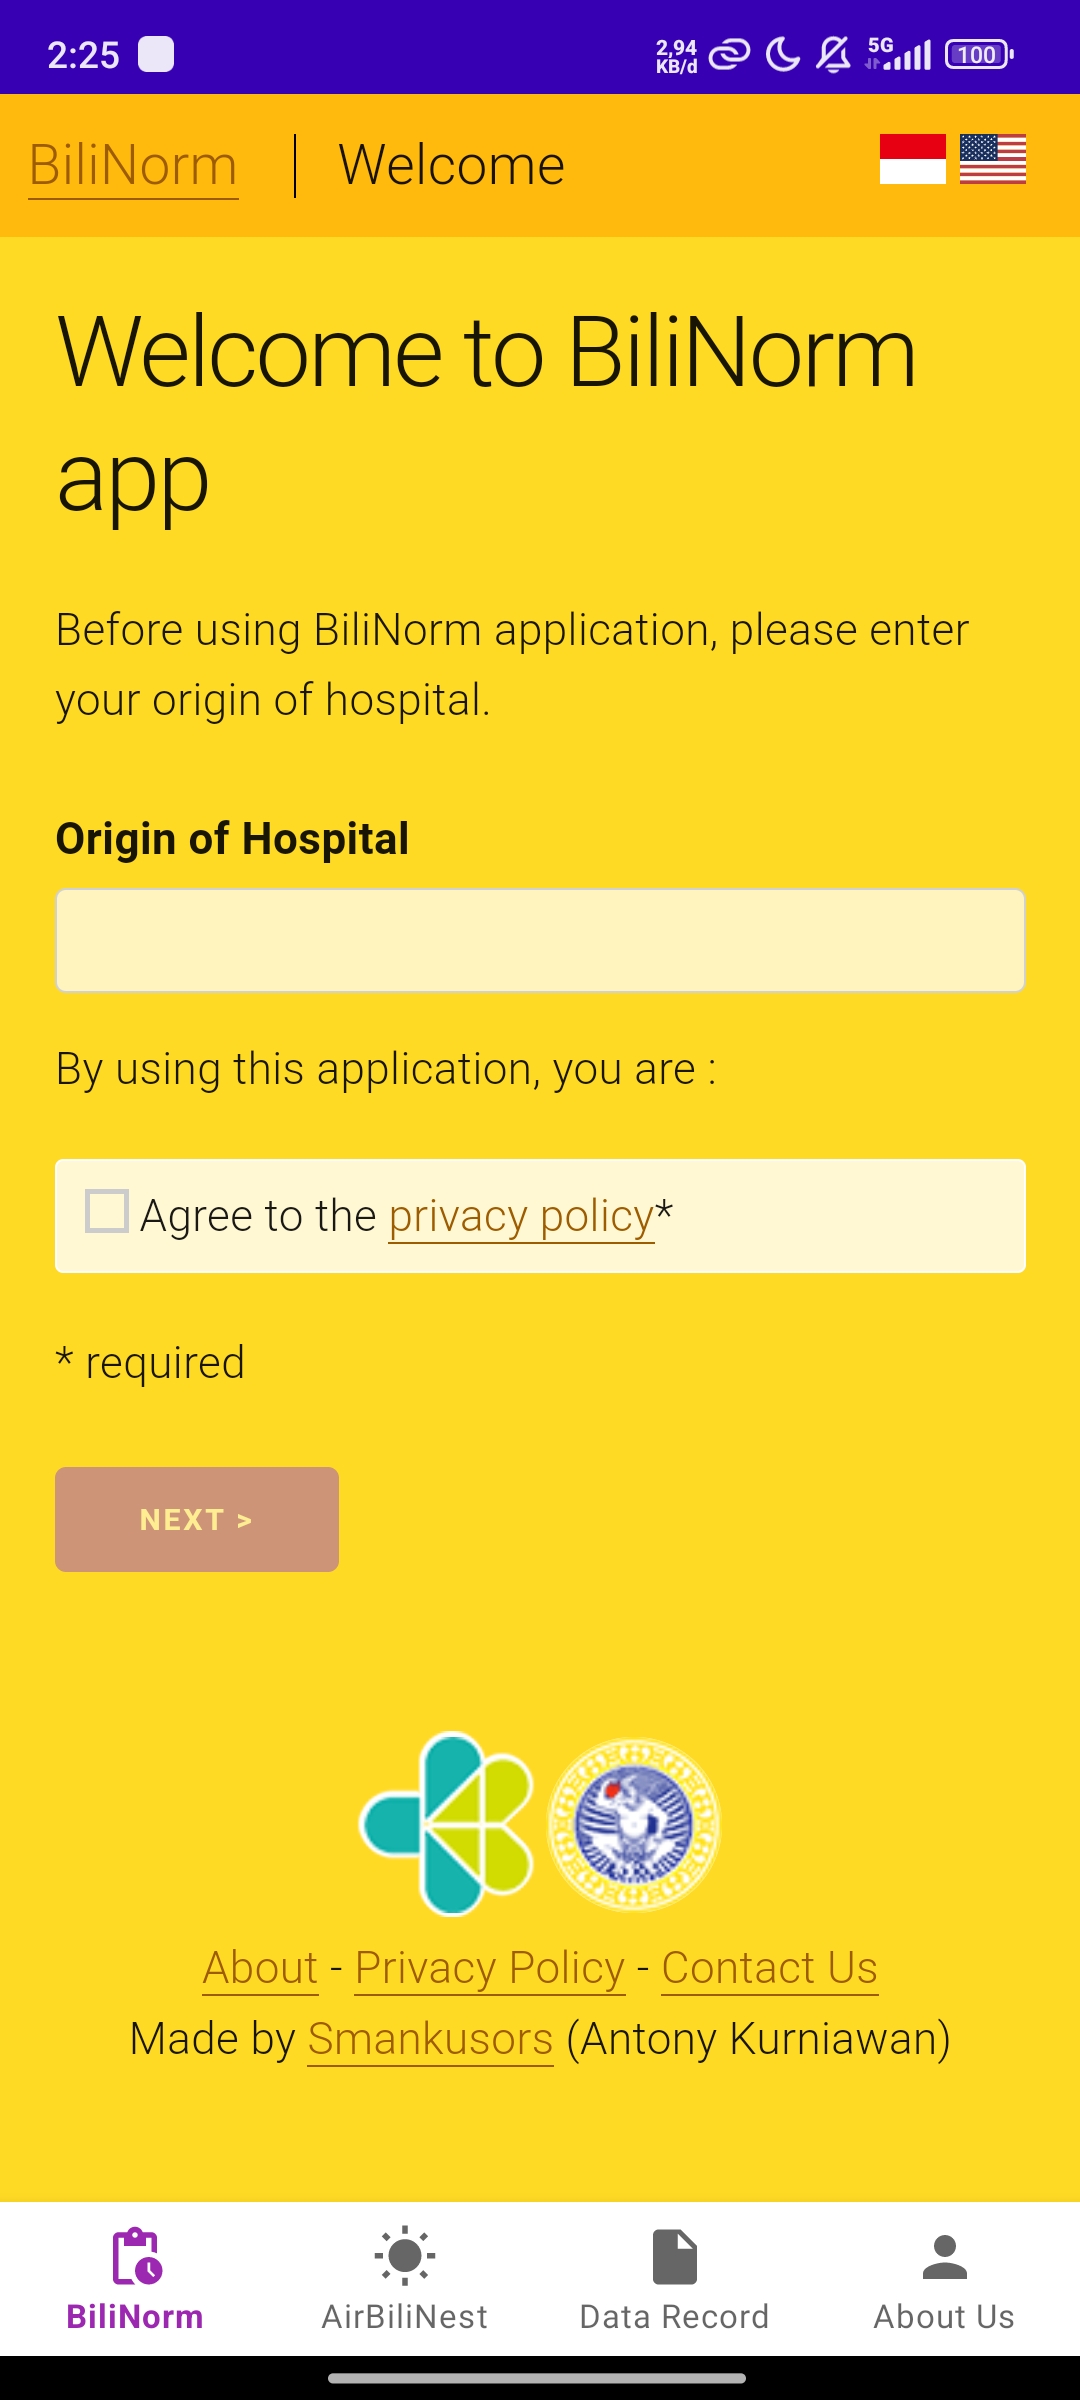 2:25
2,94
KB/d
5G
100
BiliNorm
Welcome
Welcome to BiliNorm
app
Before using BiliNorm application, please enter
your origin of hospital.
Origin of Hospital
By using this application, you are :
Agree to the privacy policy*
* required
NEXT >
About - Privacy Policy - Contact Us
Made by Smankusors (Antony Kurniawan)
BiliNorm
AirBiliNest
Data Record
About Us